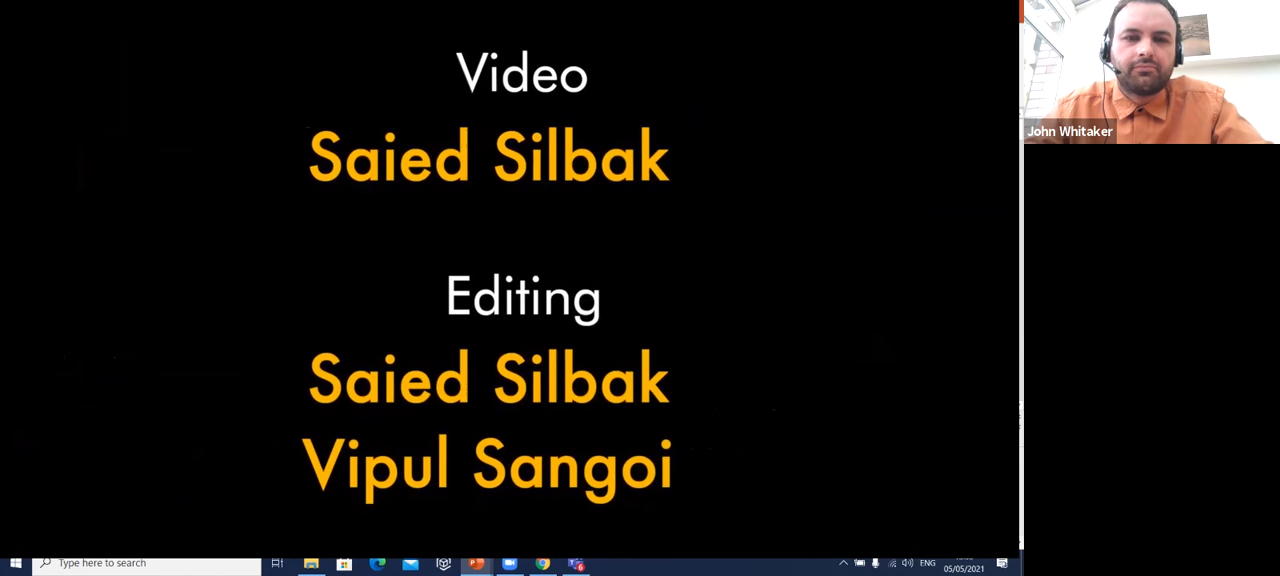 Video
Saied Silbak
Editing
Saied Silbak
Vipul Sangoi
John Whitaker
Type here to search
ENG
05/05/2021